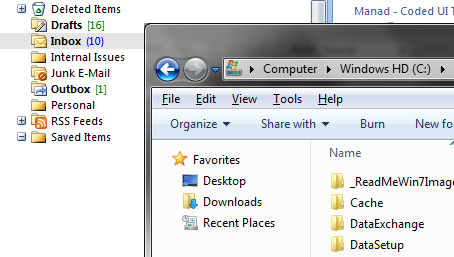 Deleted Items
Drafts [16]
Inbox (10)
Internal Issues
Junk E-Mail
Outbox [1]
Personal
RSS Feeds
Saved Items
Manad - Coded UI T
Computer Windows HD (C:)
File Edit View Tools Help
Organize Share with Burn New fo
Favorites
Desktop
Downloads
Recent Places
Name
_ReadMeWin7Image
Cache
DataExchange
DataSetup